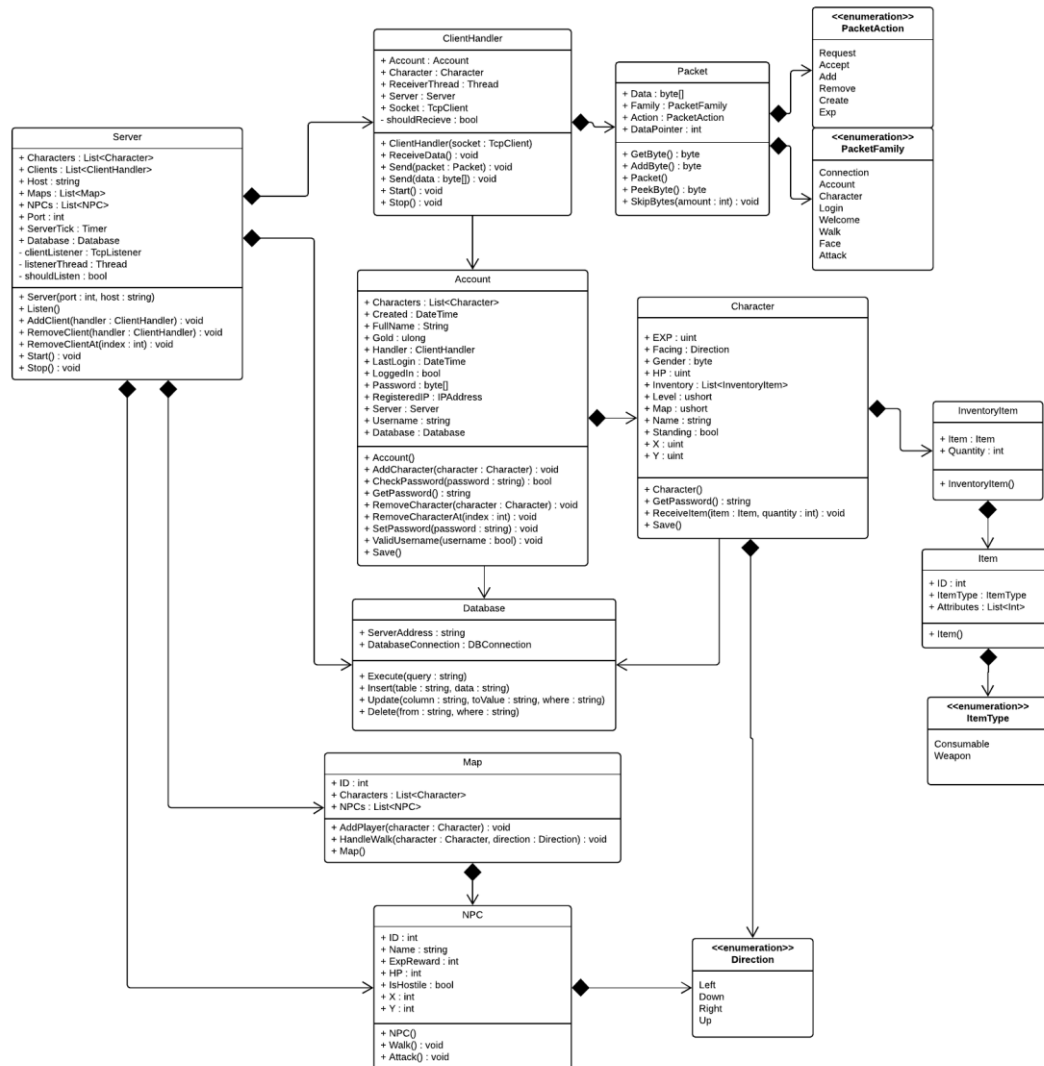 ClientHandler
+ Account : Account
+ Character : Character
+ ReceiverThread : Thread
+ Server : Server
+ Socket : TcpClient
- shouldRecieve : bool
+ ClientHandler(socket : TcpClient)
+ ReceiveData() : void
+ Send(packet : Packet) : void
+ Send(data : byte[]) : void
+ Start() : void
+ Stop() : void
Packet
+ Data : byte[]
+ Family : PacketFamily
+ Action : PacketAction
+ DataPointer : int
+ GetByte() : byte
+ AddByte() : byte
+ Packet()
+ PeekByte() : byte
+ SkipBytes(amount : int) : void
<<enumeration>>
PacketAction
Request
Accept
Add
Remove
Create
Exp
<<enumeration>>
PacketFamily
Connection
Account
Character
Login
Welcome
Walk
Face
Attack
Server
+ Characters : List<Character>
+ Clients : List<ClientHandler>
+ Host : string
+ Maps : List<Map>
+ NPCs : List<NPC>
+ Port : int
+ ServerTick : Timer
+ Database : Database
- clientListener : TcpListener
- listenerThread : Thread
- shouldListen : bool
+ Server(port : int, host : string)
+ Listen()
+ AddClient(handler : ClientHandler) : void
+ RemoveClient(handler : ClientHandler) : void
+ RemoveClientAt(index : int) : void
+ Start() : void
+ Stop() : void
Account
+ Characters : List<Character>
+ Created : DateTime
+ FullName : String
+ Gold : ulong
+ Handler : ClientHandler
+ LastLogin : DateTime
+ LoggedIn : bool
+ Password : byte[]
+ RegisteredIP : IPAddress
+ Server : Server
+ Username : string
+ Database : Database
+ Account()
+ AddCharacter(character : Character) : void
+ CheckPassword(password : string) : bool
+ GetPassword() : string
+ RemoveCharacter(character : Character) : void
+ RemoveCharacterAt(index : int) : void
+ SetPassword(password : string) : void
+ ValidUsername(username : bool) : void
+ Save()
Character
+ EXP : uint
+ Facing : Direction
+ Gender : byte
+ HP : uint
+ Inventory : List<InventoryItem>
+ Level : ushort
+ Map : ushort
+ Name : string
+ Standing : bool
+ X : uint
+ Y : uint
+ Character()
+ GetPassword() : string
+ ReceiveItem(item : Item, quantity : int) : void
+ Save()
InventoryItem
+ Item : Item
+ Quantity : int
+ InventoryItem()
Item
+ ID : int
+ ItemType : ItemType
+ Attributes : List<Int>
+ Item()
<<enumeration>>
ItemType
Consumable
Weapon
Database
+ ServerAddress : string
+ DatabaseConnection : DBConnection
+ Execute(query : string)
+ Insert(table : string, data : string)
+ Update(column : string, toValue : string, where : string)
+ Delete(from : string, where : string)
Map
+ ID : int
+ Characters : List<Character>
+ NPCs : List<NPC>
+ AddPlayer(character : Character) : void
+ HandleWalk(character : Character, direction : Direction) : void
+ Map()
NPC
+ ID : int
+ Name : string
+ ExpReward : int
+ HP : int
+ IsHostile : bool
+ X : int
+ Y : int
+ NPC()
+ Walk() : void
+ Attack() : void
<<enumeration>>
Direction
Left
Down
Right
Up